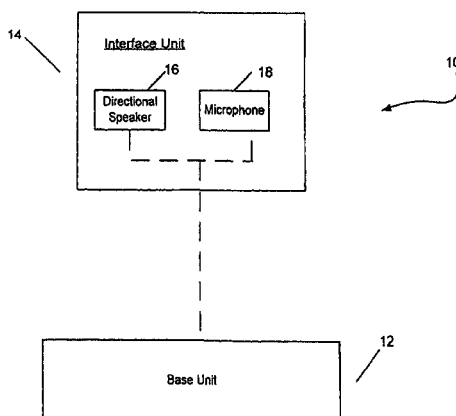 14
Interface Unit
10
16
18
Directional
Speaker
Microphone
12
Base Unit